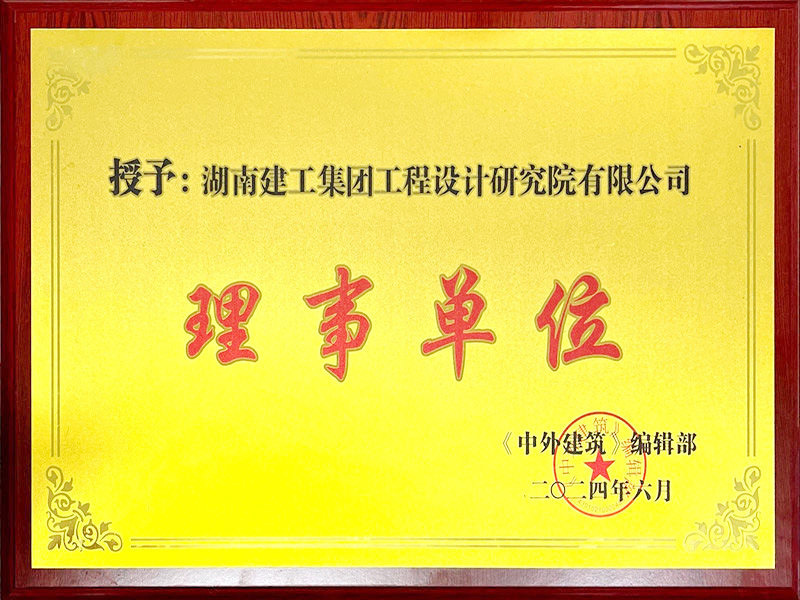 授予：湖南建工集团工程设计研究院有限公司
理事单位
《中外建筑》编辑部
二〇二四年六月